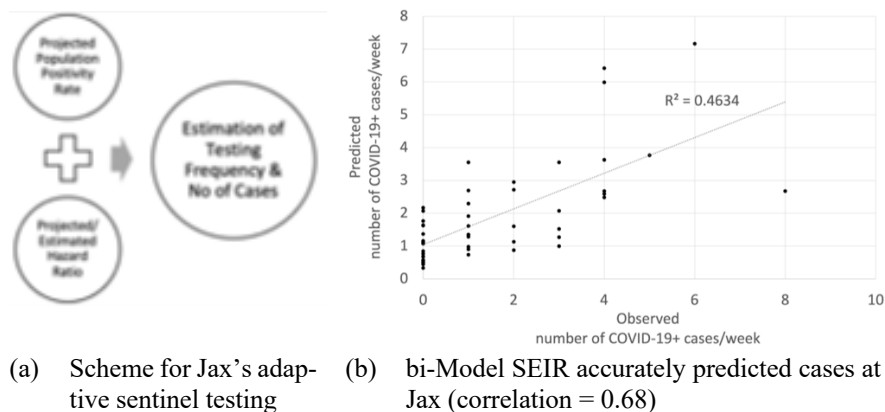 Projected
Population
Positivity
Rate
Projected/
Estimated
Hazard
Ratio
Estimation of
Testing
Frequency &
No of Cases
8
7
6
5
4
3
2
1
0
Predicted
number of COVID-19+ cases/week
R² = 0.4634
0 2 4 6 8 10
Observed
number of COVID-19+ cases/week
(a) Scheme for Jax’s adap-
tive sentinel testing
(b) bi-Model SEIR accurately predicted cases at
Jax (correlation = 0.68)